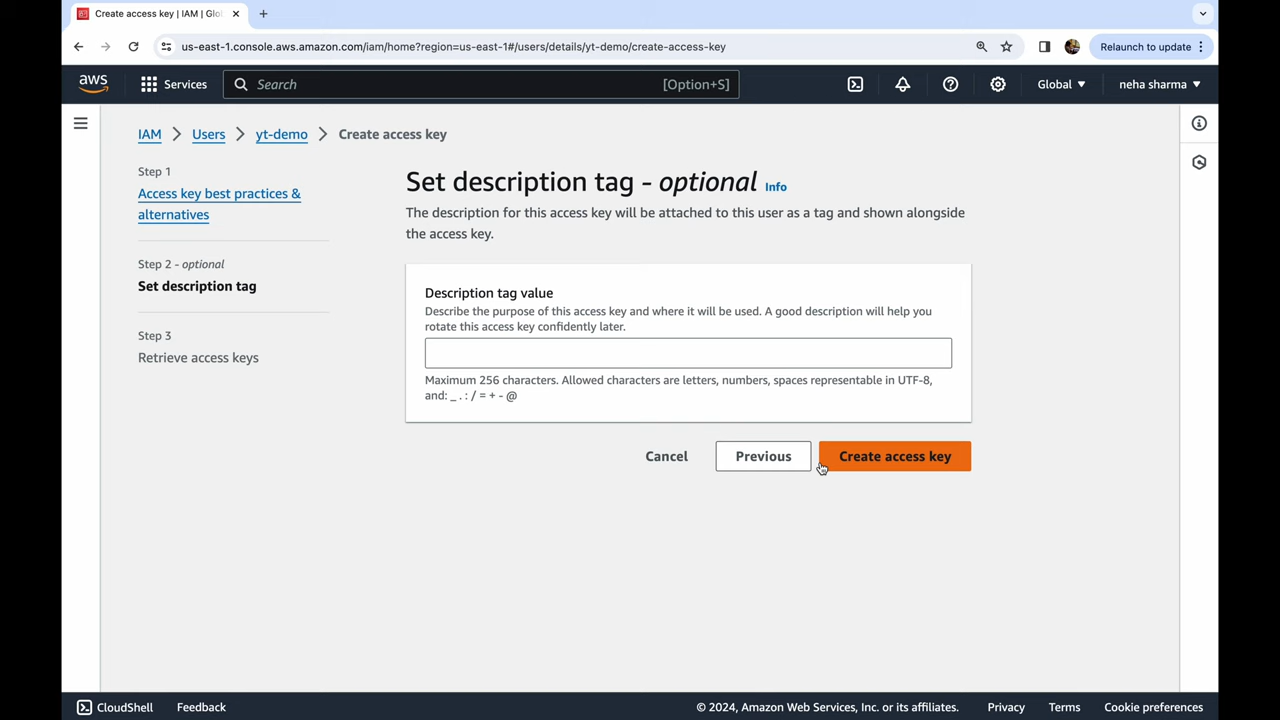 Create access key | IAM | Glo
us-east-1.console.aws.amazon.com/iam/home?region=us-east-1#/users/details/yt-demo/create-access-key
Relaunch to update
aws
Services
Search
[Option+S]
Global
neha sharma
IAM
Users
yt-demo
Create access key
Step 1
Access key best practices &
alternatives
Step 2 - optional
Set description tag
Step 3
Retrieve access keys
Set description tag - optional Info
The description for this access key will be attached to this user as a tag and shown alongside
the access key.
Description tag value
Describe the purpose of this access key and where it will be used. A good description will help you
rotate this access key confidently later.
Maximum 256 characters. Allowed characters are letters, numbers, spaces representable in UTF-8,
and: _ . : / = + - @
Cancel
Previous
Create access key
CloudShell
Feedback
© 2024, Amazon Web Services, Inc. or its affiliates.
Privacy
Terms
Cookie preferences